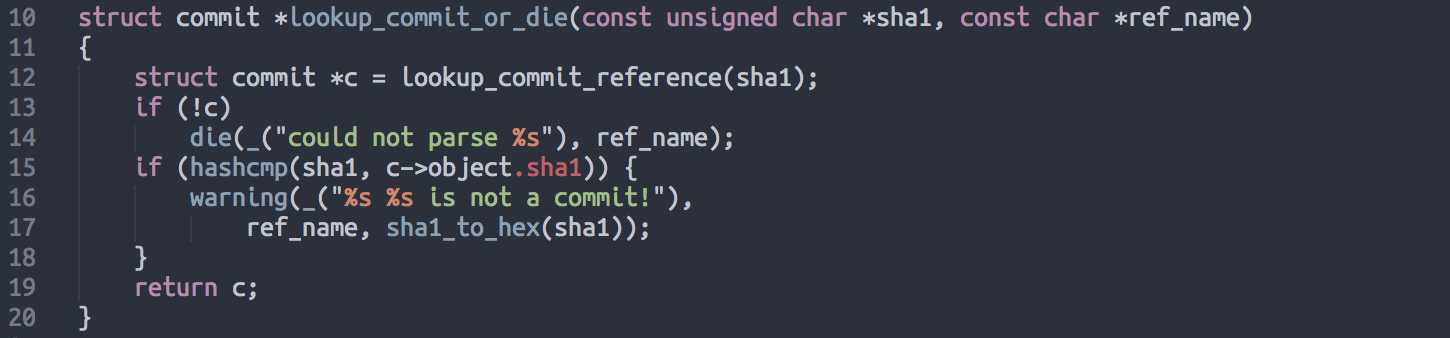 10 struct commit *lookup_commit_or_die(const unsigned char *sha1, const char *ref_name)
11 {
12     struct commit *c = lookup_commit_reference(sha1);
13     if (!c)
14         die(_("could not parse %s"), ref_name);
15     if (hashcmp(sha1, c->object.sha1)) {
16         warning(_("%s %s is not a commit!"),
17             ref_name, sha1_to_hex(sha1));
18     }
19     return c;
20 }